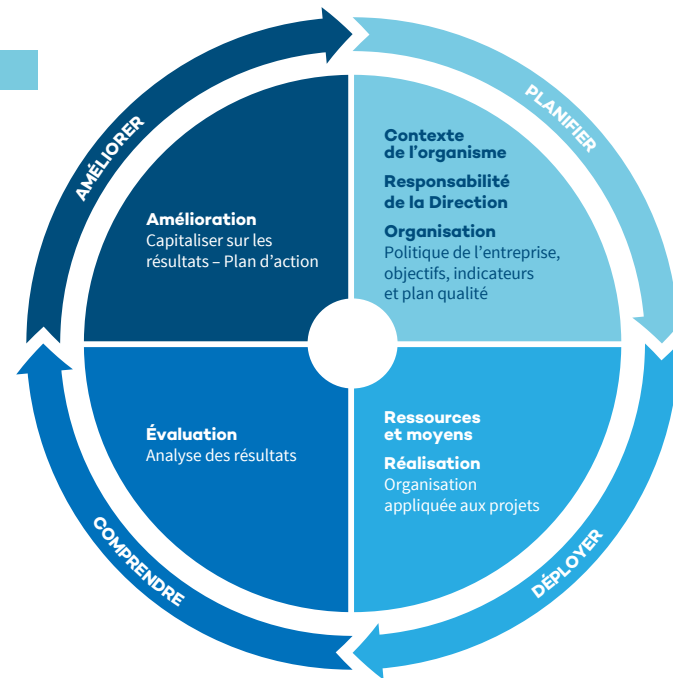 PLANIFIER
Contexte
de l'organisme
Responsabilité
de la Direction
Organisation
Politique de l'entreprise,
objectifs, indicateurs
et plan qualité
DÉPLOYER
Ressources
et moyens
Réalisation
Organisation
appliquée aux projets
COMPRENDRE
Évaluation
Analyse des résultats
AMÉLIORER
Amélioration
Capitaliser sur les
résultats – Plan d'action